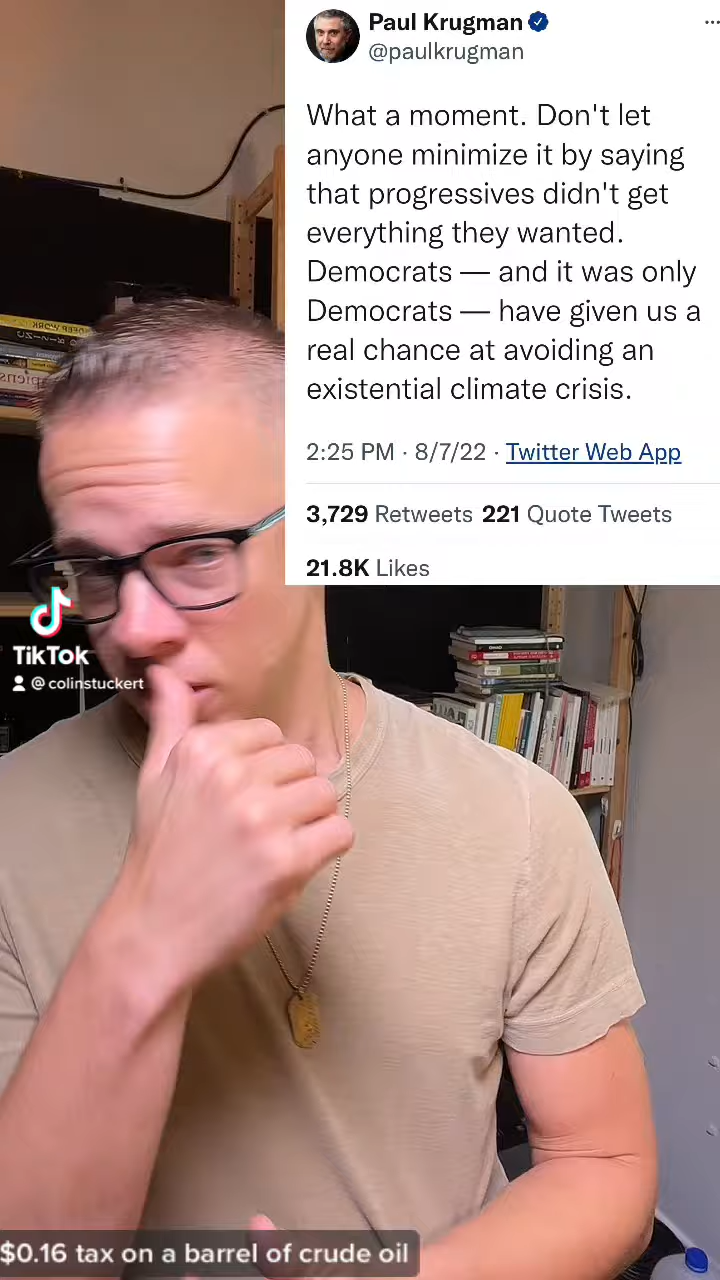 Paul Krugman
@paulkrugman
What a moment. Don't let
anyone minimize it by saying
that progressives didn't get
everything they wanted.
Democrats — and it was only
Democrats — have given us a
real chance at avoiding an
existential climate crisis.
2:25 PM · 8/7/22 · Twitter Web App
3,729 Retweets 221 Quote Tweets
21.8K Likes
DEEP WORK
TikTok
@colinstuckert
$0.16 tax on a barrel of crude oil